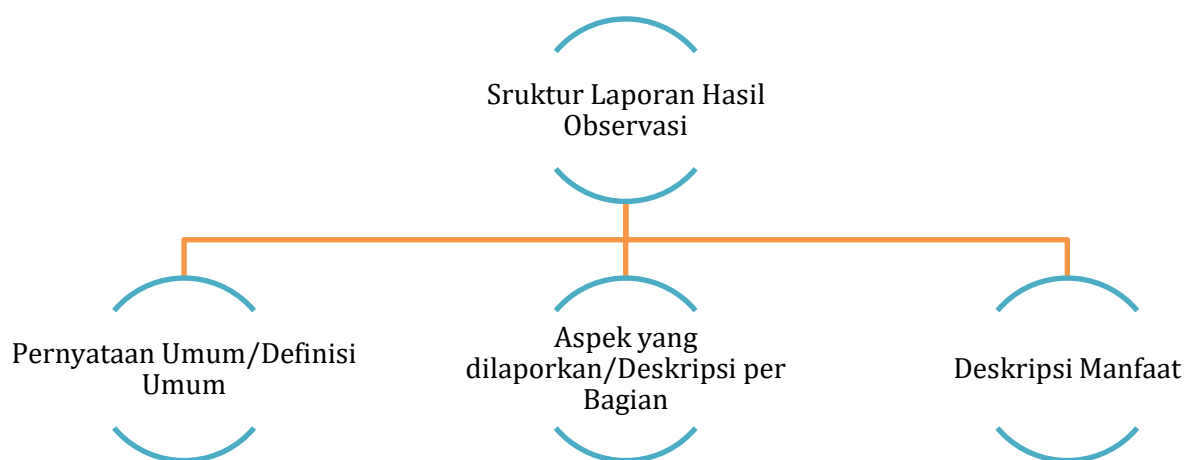 Sruktur Laporan Hasil
Observasi
Pernyataan Umum/Definisi
Umum
Aspek yang
dilaporkan/Deskripsi per
Bagian
Deskripsi Manfaat